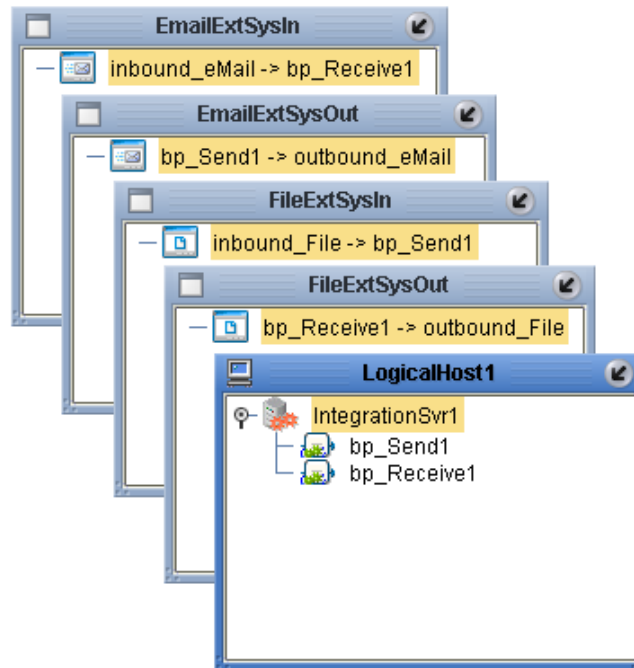 EmailExtSysIn
inbound_eMail -> bp_Receive1
EmailExtSysOut
bp_Send1 -> outbound_eMail
FileExtSysIn
inbound_File -> bp_Send1
FileExtSysOut
bp_Receive1 -> outbound_File
LogicalHost1
IntegrationSvr1
bp_Send1
bp_Receive1